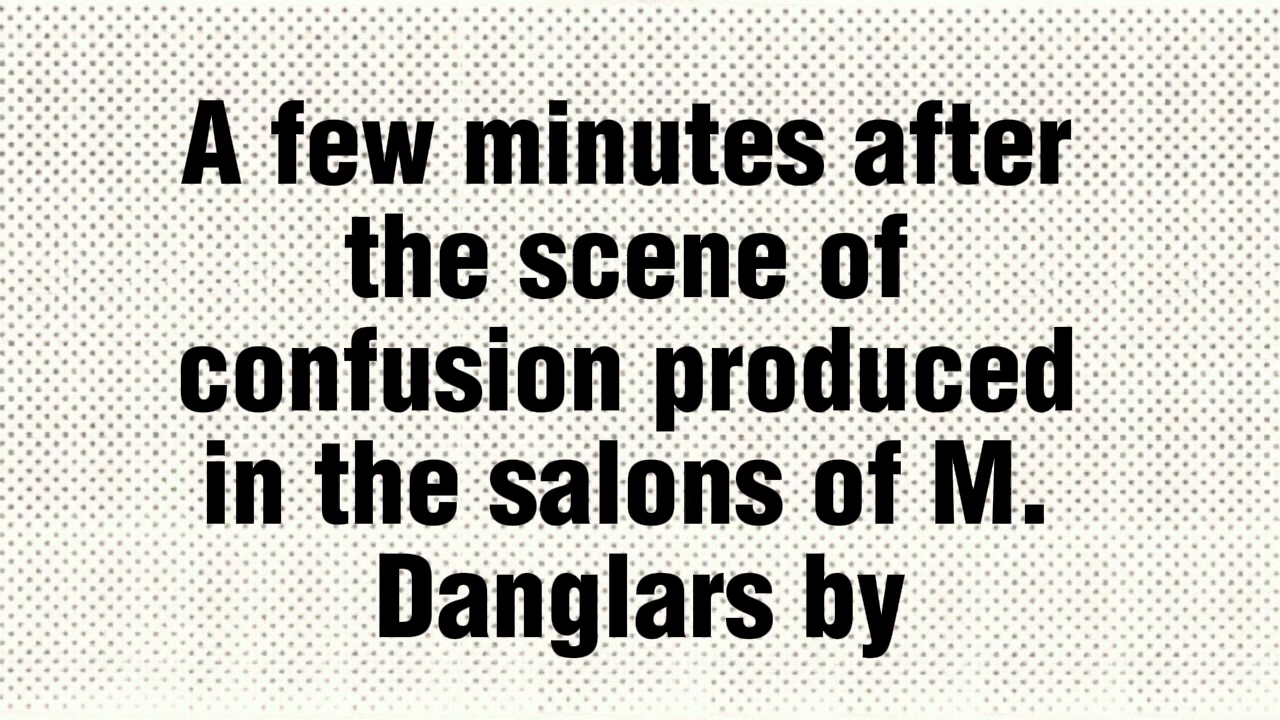 A few minutes after
the scene of
confusion produced
in the salons of M.
Danglars by